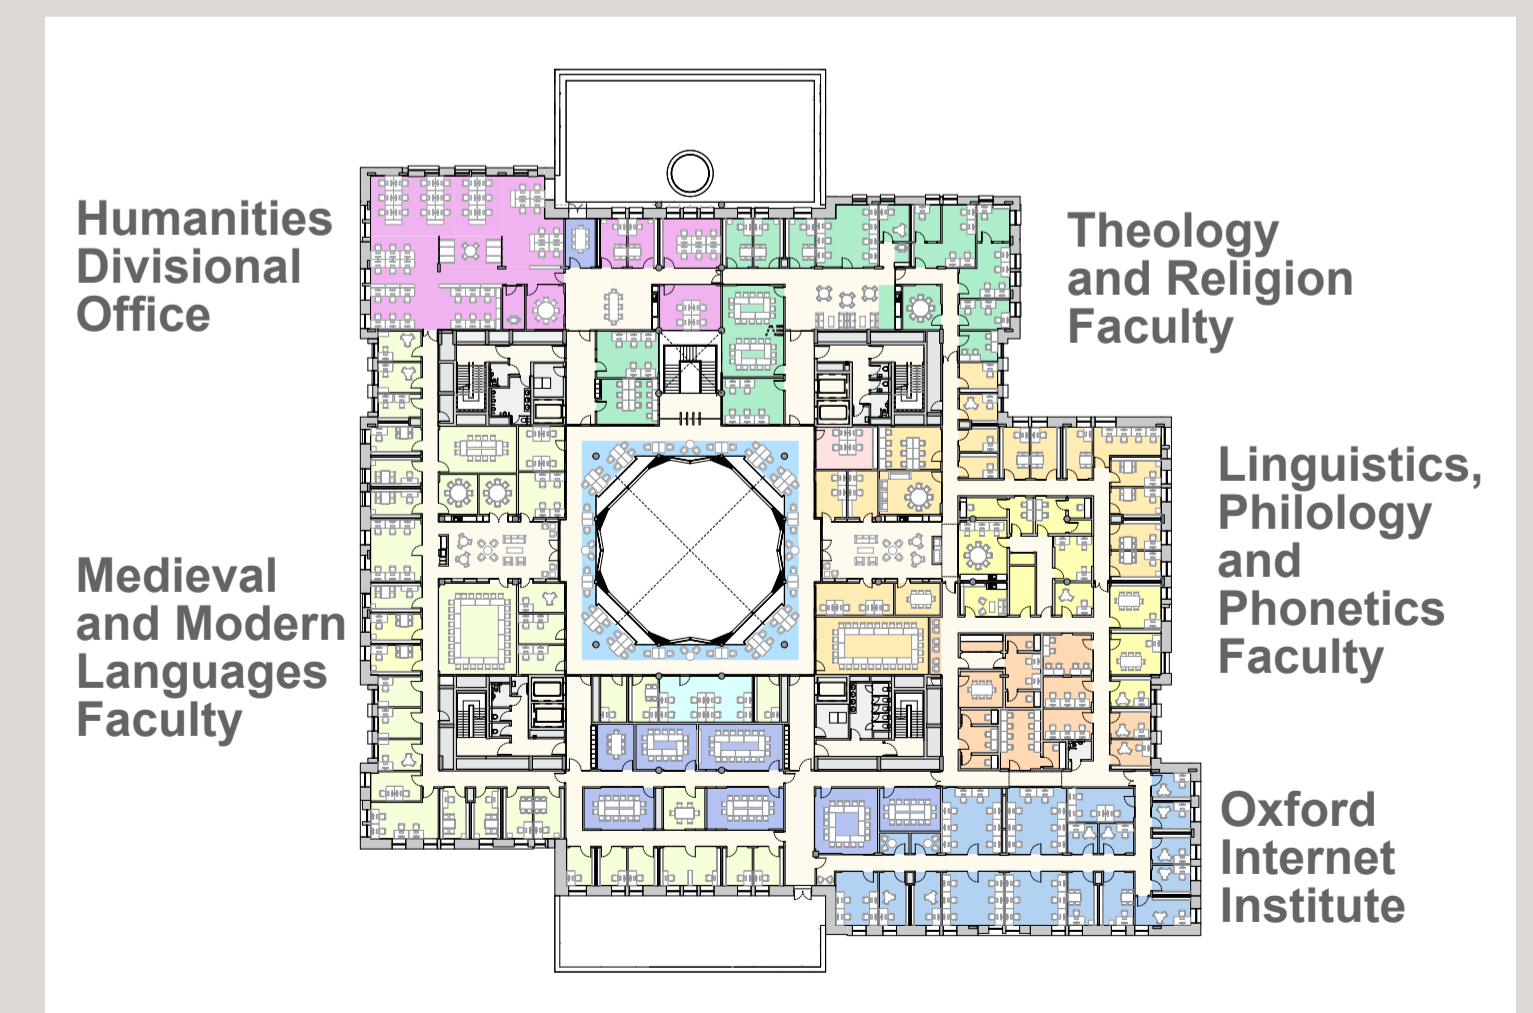 Humanities
Divisional
Office
Theology
and Religion
Faculty
Linguistics,
Philology
and
Phonetics
Faculty
Medieval
and Modern
Languages
Faculty
Oxford
Internet
Institute